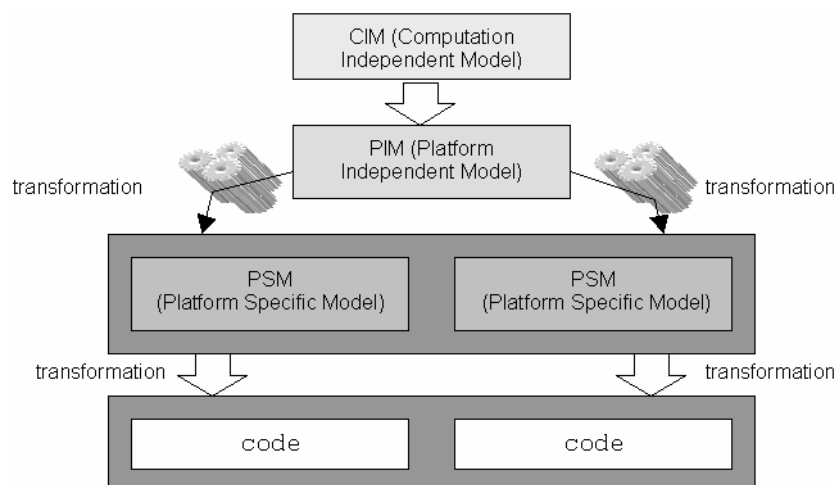 CIM (Computation
Independent Model)
PIM (Platform
Independent Model)
transformation
transformation
PSM
(Platform Specific Model)
PSM
(Platform Specific Model)
transformation
transformation
code
code